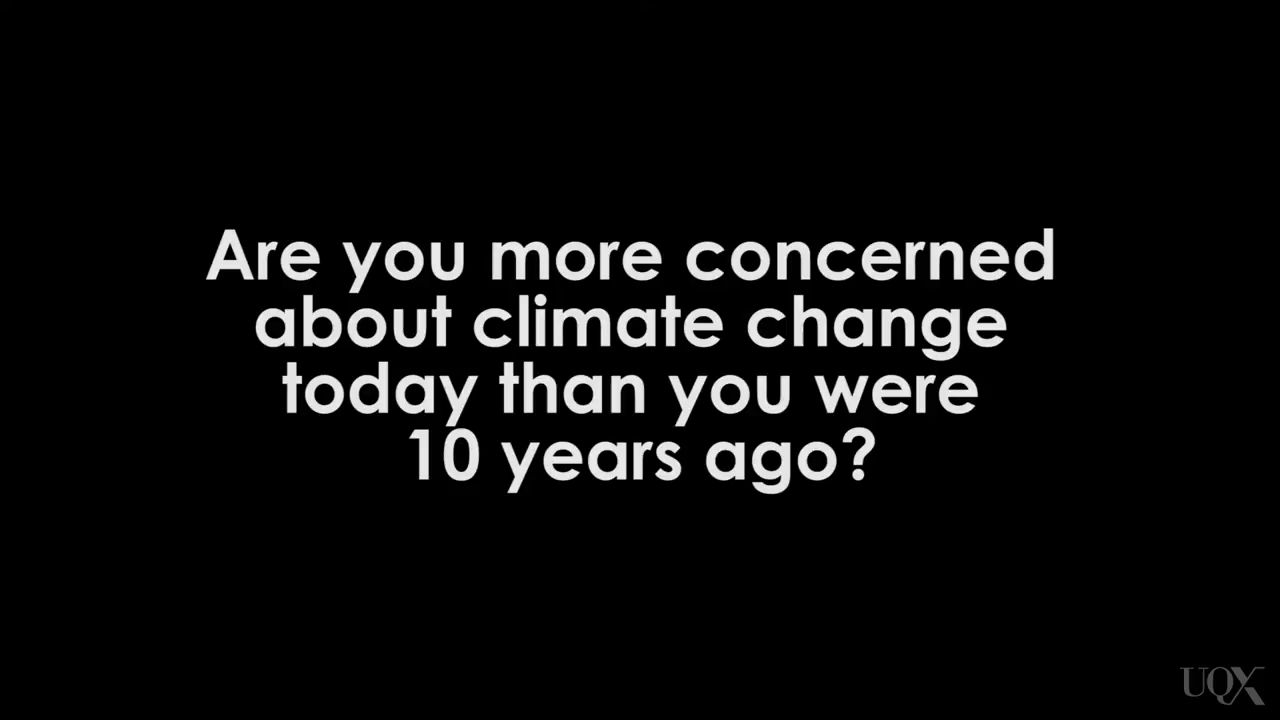 Are you more concerned
about climate change
today than you were
10 years ago?
UQX